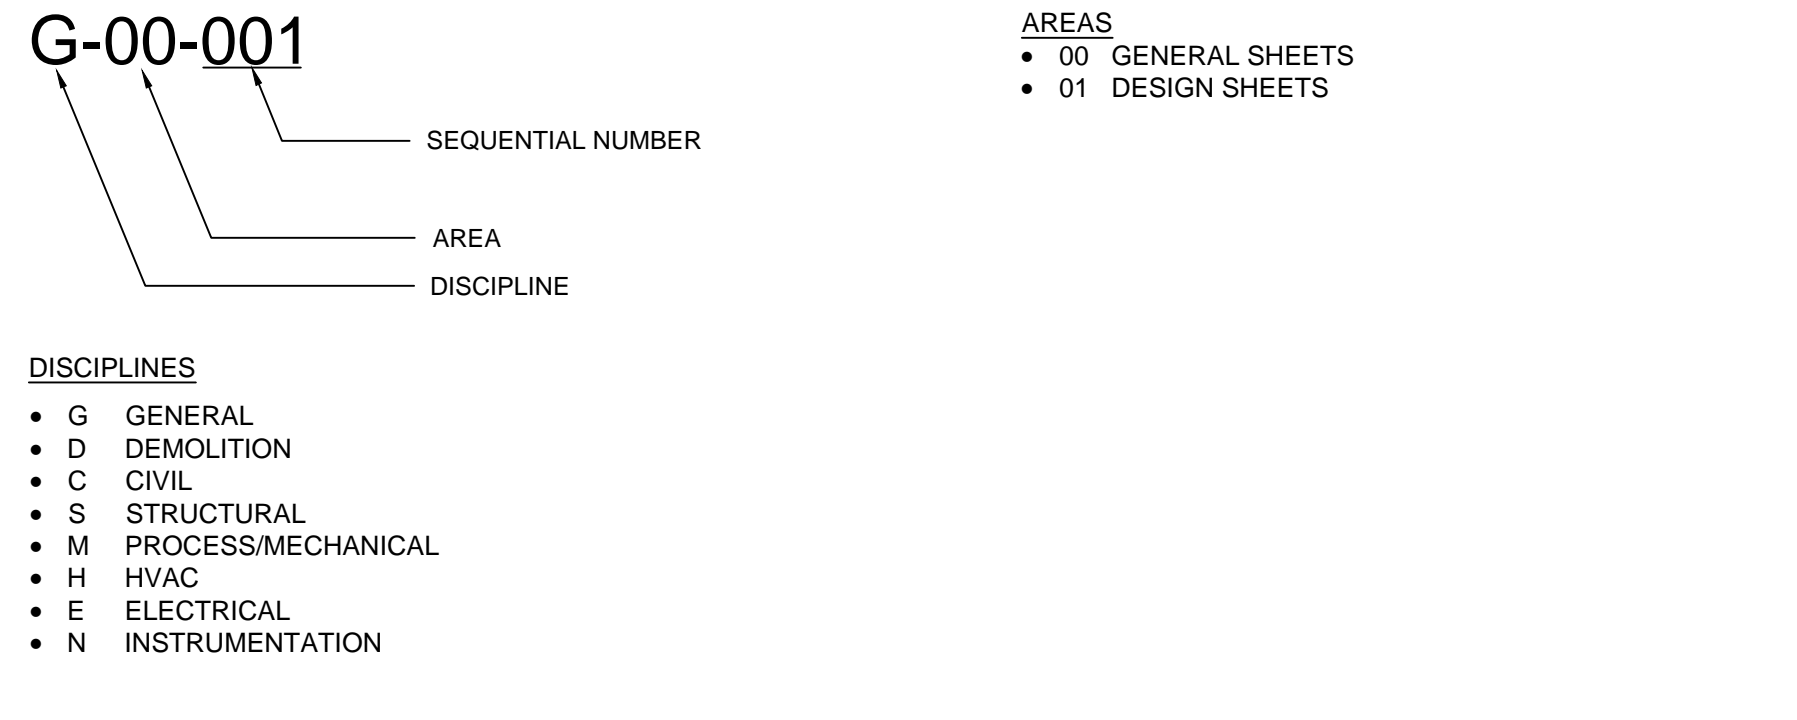 G-00-001
SEQUENTIAL NUMBER
AREA
DISCIPLINE
DISCIPLINES
• G GENERAL
• D DEMOLITION
• C CIVIL
• S STRUCTURAL
• M PROCESS/MECHANICAL
• H HVAC
• E ELECTRICAL
• N INSTRUMENTATION
AREAS
• 00 GENERAL SHEETS
• 01 DESIGN SHEETS